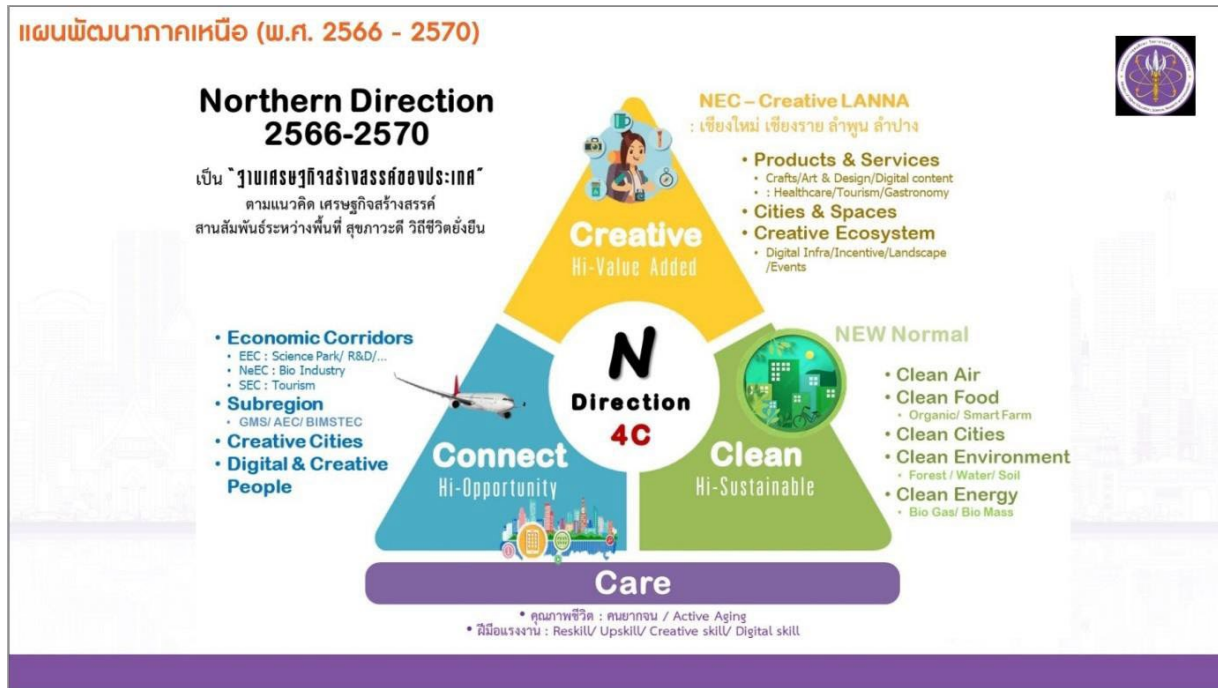 แผนพัฒนาภาคเหนือ (พ.ศ. 2566 - 2570)
Northern Direction
2566-2570
เป็น "ฐานเศรษฐกิจสร้างสรรค์ของประเทศ"
ตามแนวคิด เศรษฐกิจสร้างสรรค์
สานสัมพันธ์ระหว่างพื้นที่ สุขภาวะดี วิถีชีวิตยั่งยืน
NEC – Creative LANNA
: เชียงใหม่ เชียงราย ลำพูน ลำปาง
• Products & Services
• Crafts/Art & Design/Digital content
• : Healthcare/Tourism/Gastronomy
• Cities & Spaces
• Creative Ecosystem
• Digital Infra/Incentive/Landscape
/Events
Creative
Hi-Value Added
• Economic Corridors
• EEC : Science Park/ R&D/...
• NeEC : Bio Industry
• SEC : Tourism
• Subregion
• GMS/ AEC/ BIMSTEC
• Creative Cities
• Digital & Creative
People
Connect
Hi-Opportunity
N
Direction
4C
Clean
Hi-Sustainable
NEW Normal
• Clean Air
• Clean Food
• Organic/ Smart Farm
• Clean Cities
• Clean Environment
• Forest / Water/ Soil
• Clean Energy
• Bio Gas/ Bio Mass
Care
• คุณภาพชีวิต : คนยากจน / Active Aging
• ฝีมือแรงงาน : Reskill/ Upskill/ Creative skill/ Digital skill